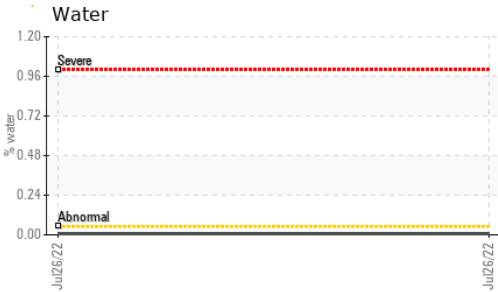 Water
1.20
Severe
0.96
0.72
% water
0.48
0.24
Abnormal
0.00
Jul26/22
Jul26/22